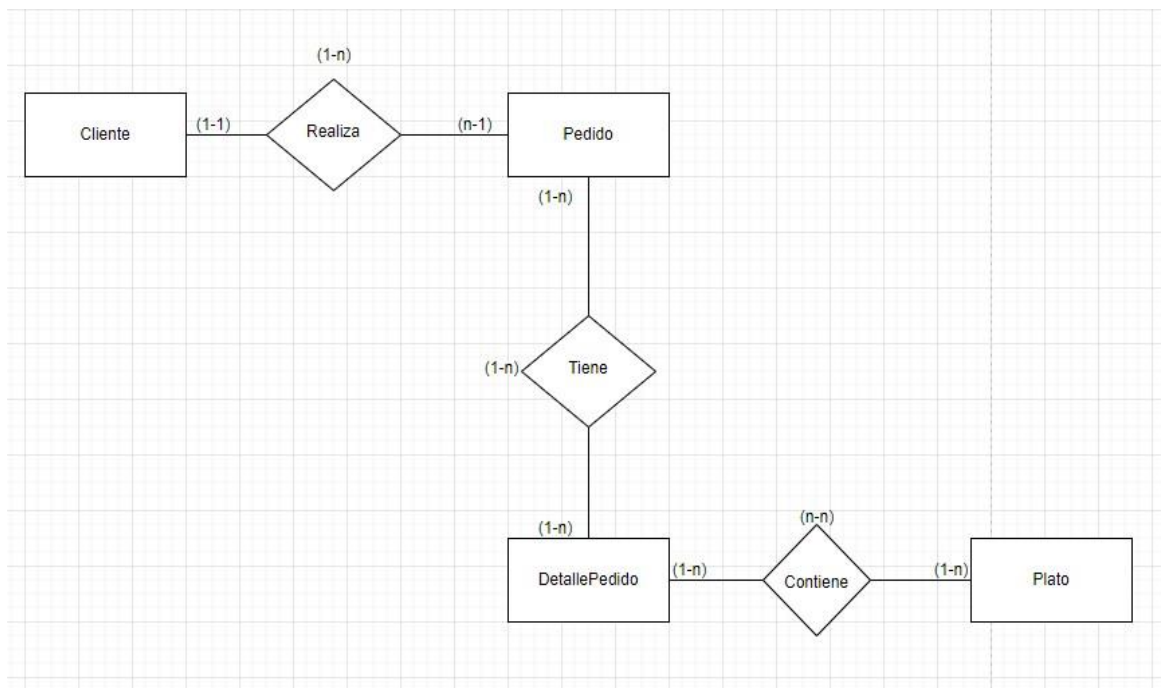 (1-n)
Cliente
(1-1)
Realiza
(n-1)
Pedido
(1-n)
(1-n)
Tiene
(1-n)
DetallePedido
(1-n)
(n-n)
Contiene
(1-n)
Plato